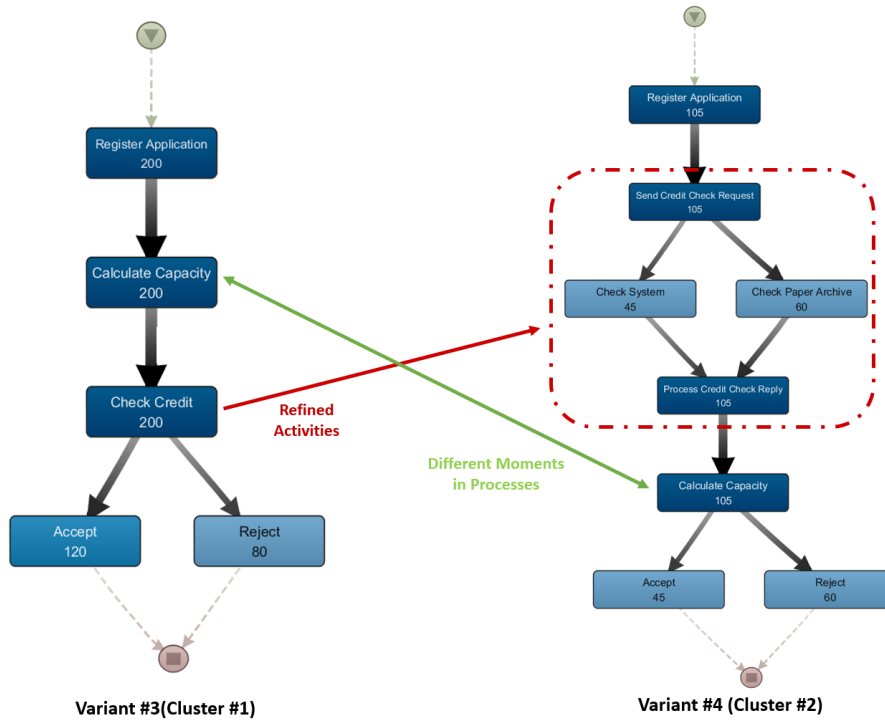 Register Application
200
Calculate Capacity
200
Check Credit
200
Accept
120
Reject
80
Variant #3(Cluster #1)
Refined
Activities
Different Moments
in Processes
Register Application
105
Send Credit Check Request
105
Check System
45
Check Paper Archive
60
Process Credit Check Reply
105
Calculate Capacity
105
Accept
45
Reject
60
Variant #4 (Cluster #2)